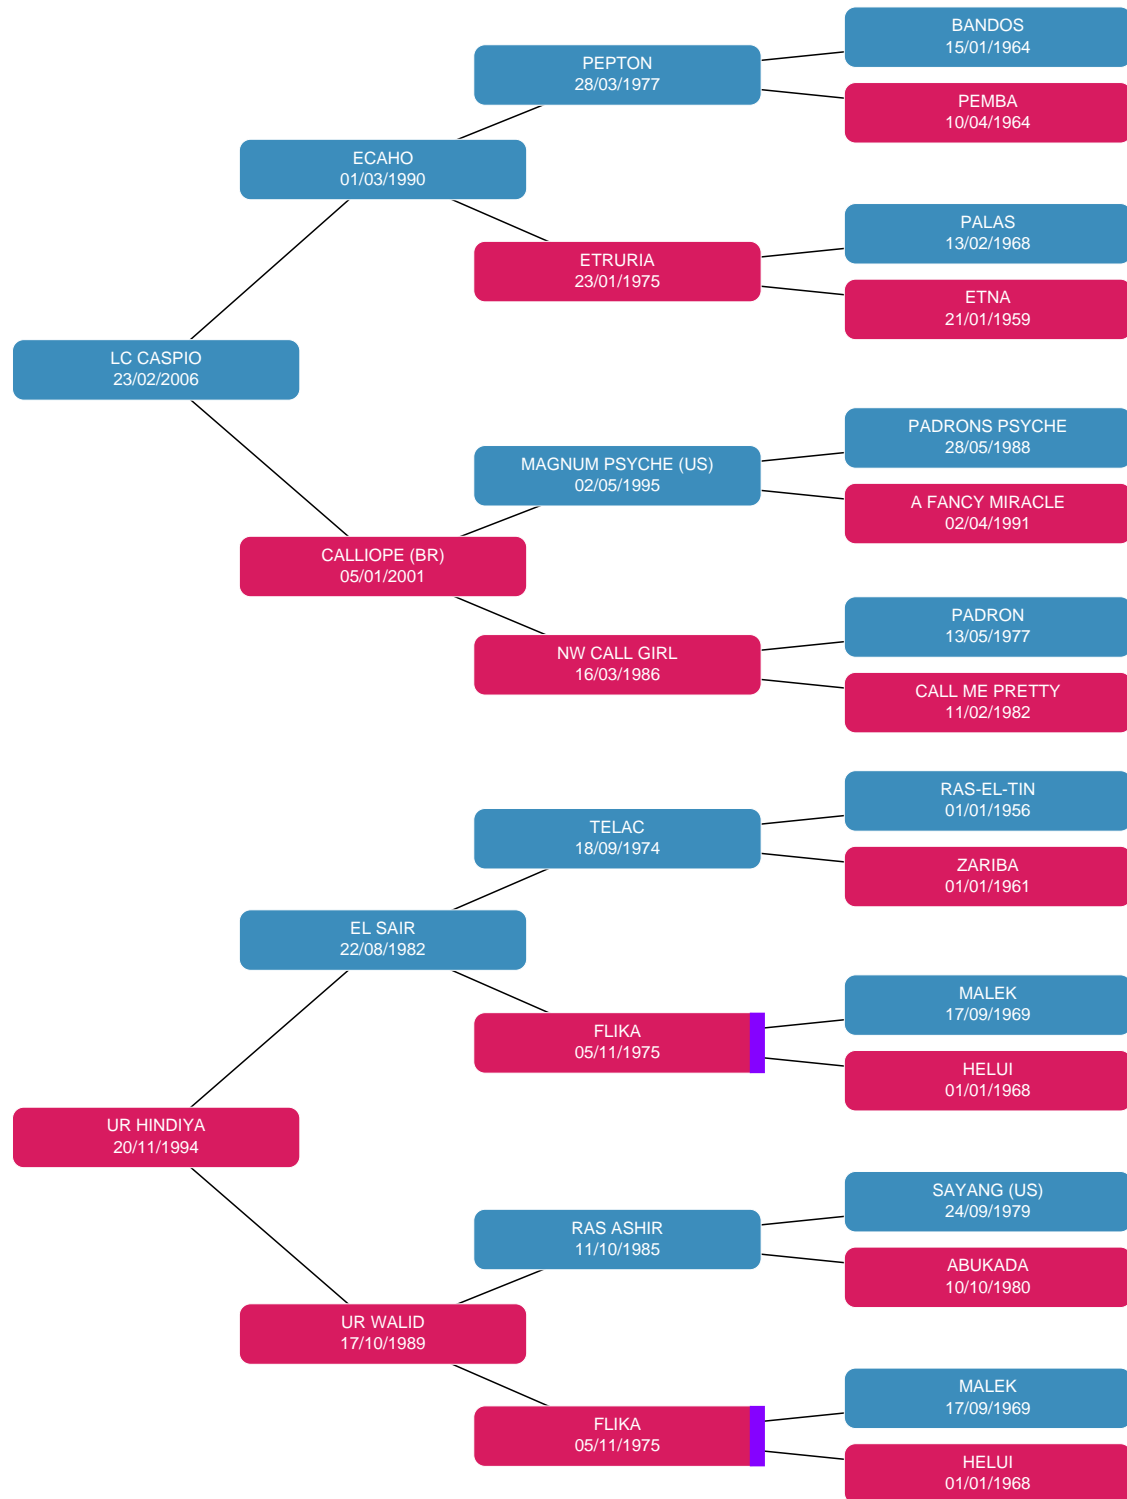 BANDOS
15/01/1964
PEPTON
28/03/1977
PEMBA
10/04/1964
ECAHO
01/03/1990
PALAS
13/02/1968
ETRURIA
23/01/1975
ETNA
21/01/1959
LC CASPIO
23/02/2006
PADRONS PSYCHE
28/05/1988
MAGNUM PSYCHE (US)
02/05/1995
A FANCY MIRACLE
02/04/1991
CALLIOPE (BR)
05/01/2001
PADRON
13/05/1977
NW CALL GIRL
16/03/1986
CALL ME PRETTY
11/02/1982
RAS-EL-TIN
01/01/1956
TELAC
18/09/1974
ZARIBA
01/01/1961
EL SAIR
22/08/1982
MALEK
17/09/1969
FLIKA
05/11/1975
HELUI
01/01/1968
UR HINDIYA
20/11/1994
SAYANG (US)
24/09/1979
RAS ASHIR
11/10/1985
ABUKADA
10/10/1980
UR WALID
17/10/1989
MALEK
17/09/1969
FLIKA
05/11/1975
HELUI
01/01/1968